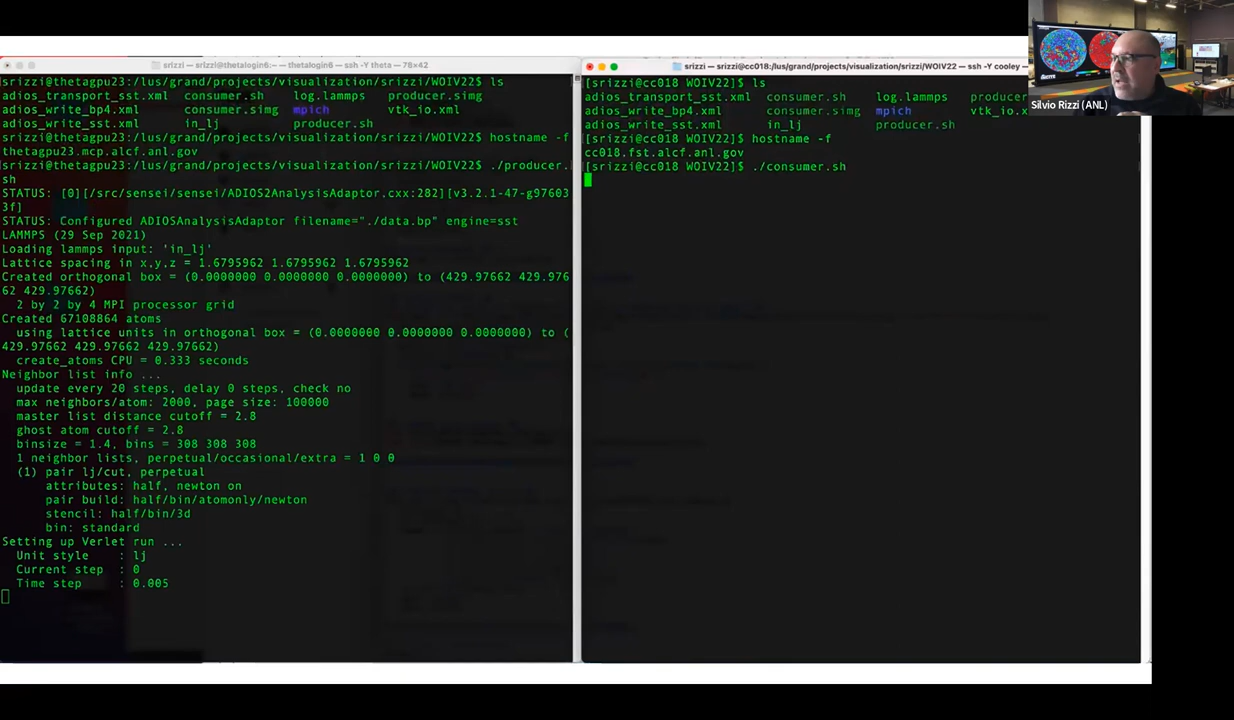 srizzi — srizzi@thetalogin6:~ — thetalogin6 — ssh -Y theta — 78×42
srizzi@thetagpu23:/lus/grand/projects/visualization/srizzi/WOIV22$ ls
adios_transport_sst.xml  consumer.sh    log.lammps   producer.simg
adios_write_bp4.xml      consumer.simg  mpich        vtk_io.xml
adios_write_sst.xml      in_lj          producer.sh
srizzi@thetagpu23:/lus/grand/projects/visualization/srizzi/WOIV22$ hostname -f
thetagpu23.mcp.alcf.anl.gov
srizzi@thetagpu23:/lus/grand/projects/visualization/srizzi/WOIV22$ ./producer.
sh
STATUS: [0][/src/sensei/sensei/ADIOS2AnalysisAdaptor.cxx:282][v3.2.1-47-g97603
3f]
STATUS: Configured ADIOSAnalysisAdaptor filename="./data.bp" engine=sst
LAMMPS (29 Sep 2021)
Loading lammps input: 'in_lj'
Lattice spacing in x,y,z = 1.6795962 1.6795962 1.6795962
Created orthogonal box = (0.0000000 0.0000000 0.0000000) to (429.97662 429.976
62 429.97662)
2 by 2 by 4 MPI processor grid
Created 67108864 atoms
using lattice units in orthogonal box = (0.0000000 0.0000000 0.0000000) to (
429.97662 429.97662 429.97662)
create_atoms CPU = 0.333 seconds
Neighbor list info ...
update every 20 steps, delay 0 steps, check no
max neighbors/atom: 2000, page size: 100000
master list distance cutoff = 2.8
ghost atom cutoff = 2.8
binsize = 1.4, bins = 308 308 308
1 neighbor lists, perpetual/occasional/extra = 1 0 0
(1) pair lj/cut, perpetual
attributes: half, newton on
pair build: half/bin/atomonly/newton
stencil: half/bin/3d
bin: standard
Setting up Verlet run ...
Unit style    : lj
Current step  : 0
Time step     : 0.005
srizzi — srizzi@cc018:/lus/grand/projects/visualization/srizzi/WOIV22 — ssh -Y cooley
[srizzi@cc018 WOIV22]$ ls
adios_transport_sst.xml  consumer.sh    log.lammps   producer
adios_write_bp4.xml      consumer.simg  mpich        vtk_io.x
adios_write_sst.xml      in_lj          producer.sh
[srizzi@cc018 WOIV22]$ hostname -f
cc018.fst.alcf.anl.gov
[srizzi@cc018 WOIV22]$ ./consumer.sh
Silvio Rizzi (ANL)